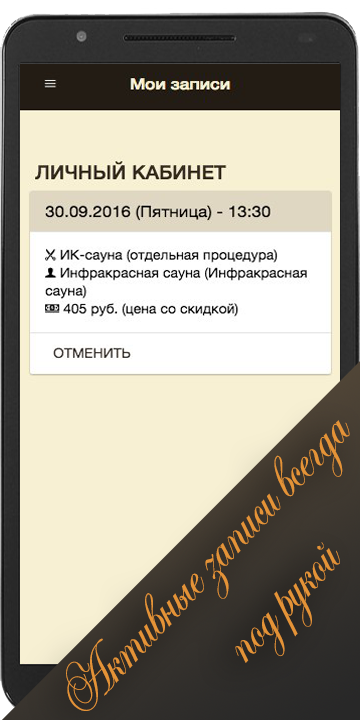 Мои записи
ЛИЧНЫЙ КАБИНЕТ
30.09.2016 (Пятница) - 13:30
ИК-сауна (отдельная процедура)
Инфракрасная сауна (Инфракрасная
сауна)
405 руб. (цена со скидкой)
ОТМЕНИТЬ
Активные записи всегда
под рукой